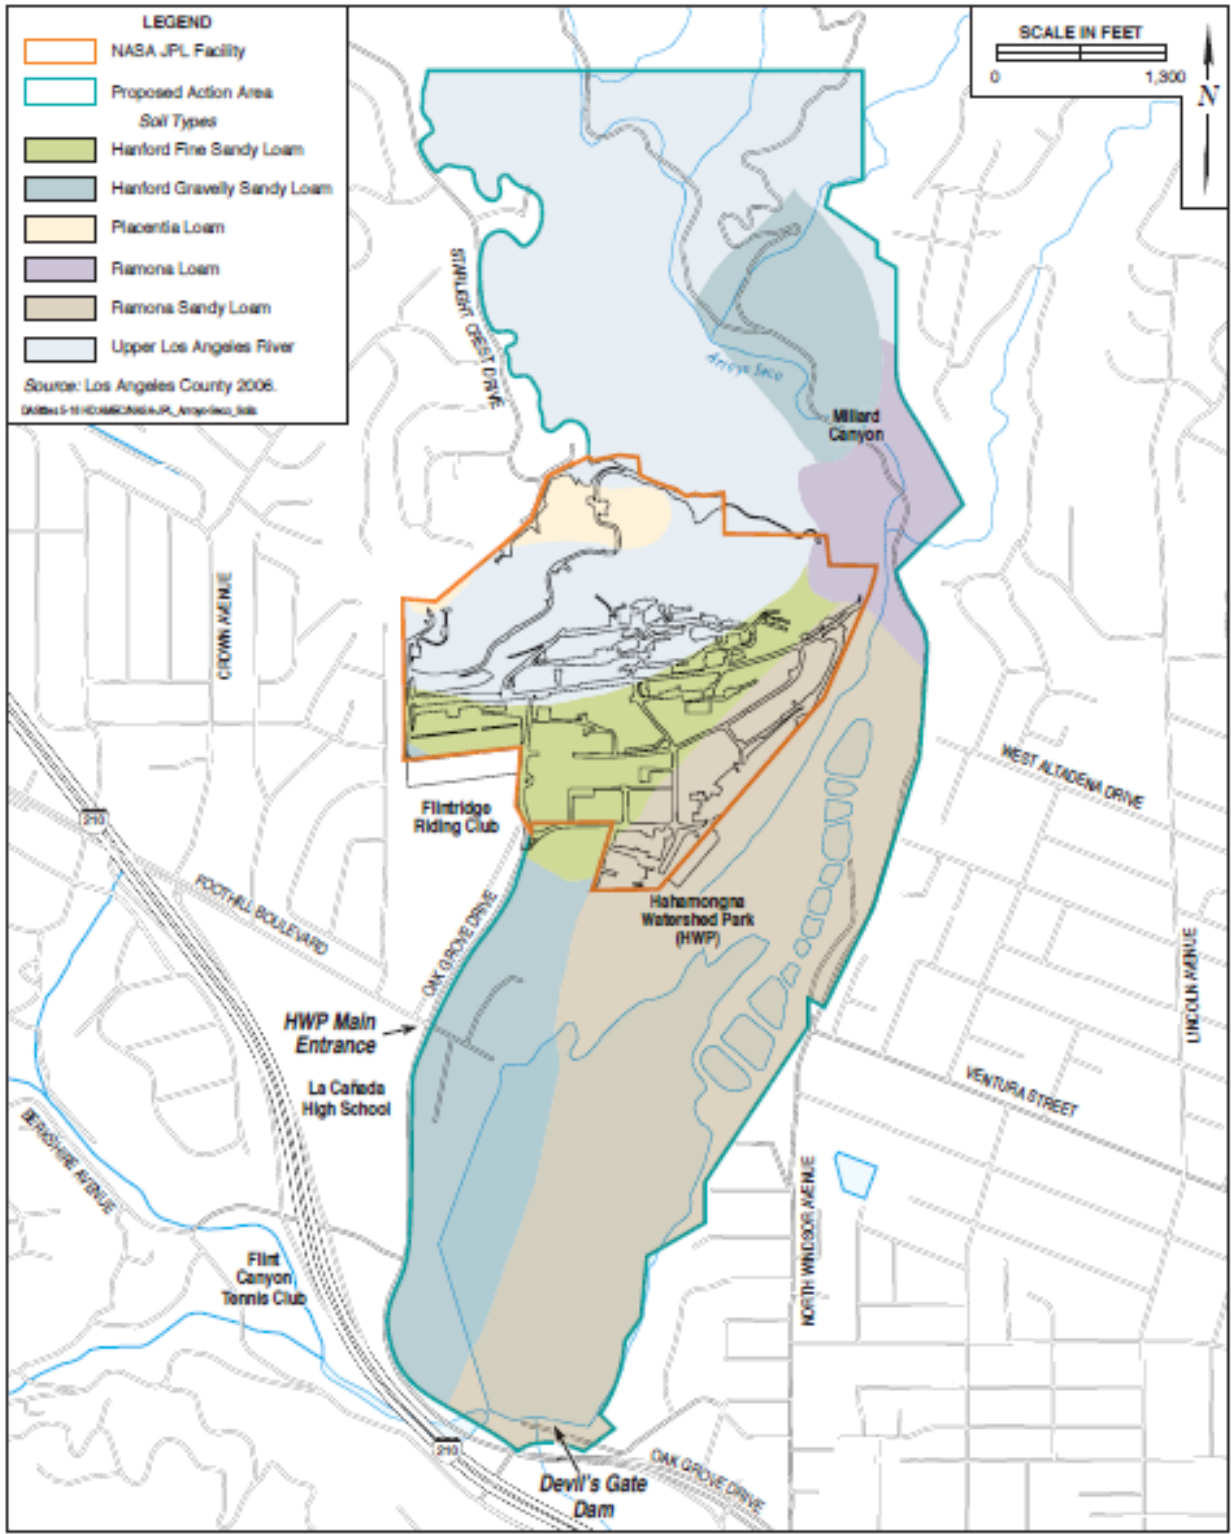 LEGEND
NASA JPL Facility
Proposed Action Area
Soil Types
Hanford Fine Sandy Loam
Hanford Gravelly Sandy Loam
Placentia Loam
Ramona Loam
Ramona Sandy Loam
Upper Los Angeles River
Source: Los Angeles County 2006.
SCALE IN FEET
0 1,300
N
STARLIGHT CREST DRIVE
Arroyo Seco
Millard
Canyon
CROWN AVENUE
WEST ALTADENA DRIVE
Flintridge
Riding Club
210
FOOTHILL BOULEVARD
OAK GROVE DRIVE
Hahamongna
Watershed Park
(HWP)
LINCOLN AVENUE
HWP Main
Entrance
La Cañada
High School
VENTURA STREET
BERKSHIRE AVENUE
NORTH WINDSOR AVENUE
Flint
Canyon
Tennis Club
210
OAK GROVE DRIVE
Devil's Gate
Dam